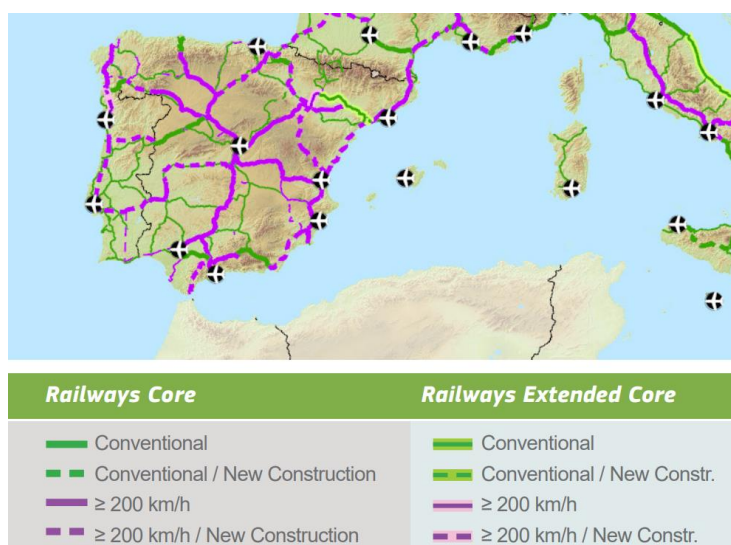 Railways Core
Conventional
Conventional / New Construction
≥ 200 km/h
≥ 200 km/h / New Construction
Railways Extended Core
Conventional
Conventional / New Constr.
≥ 200 km/h
≥ 200 km/h / New Constr.